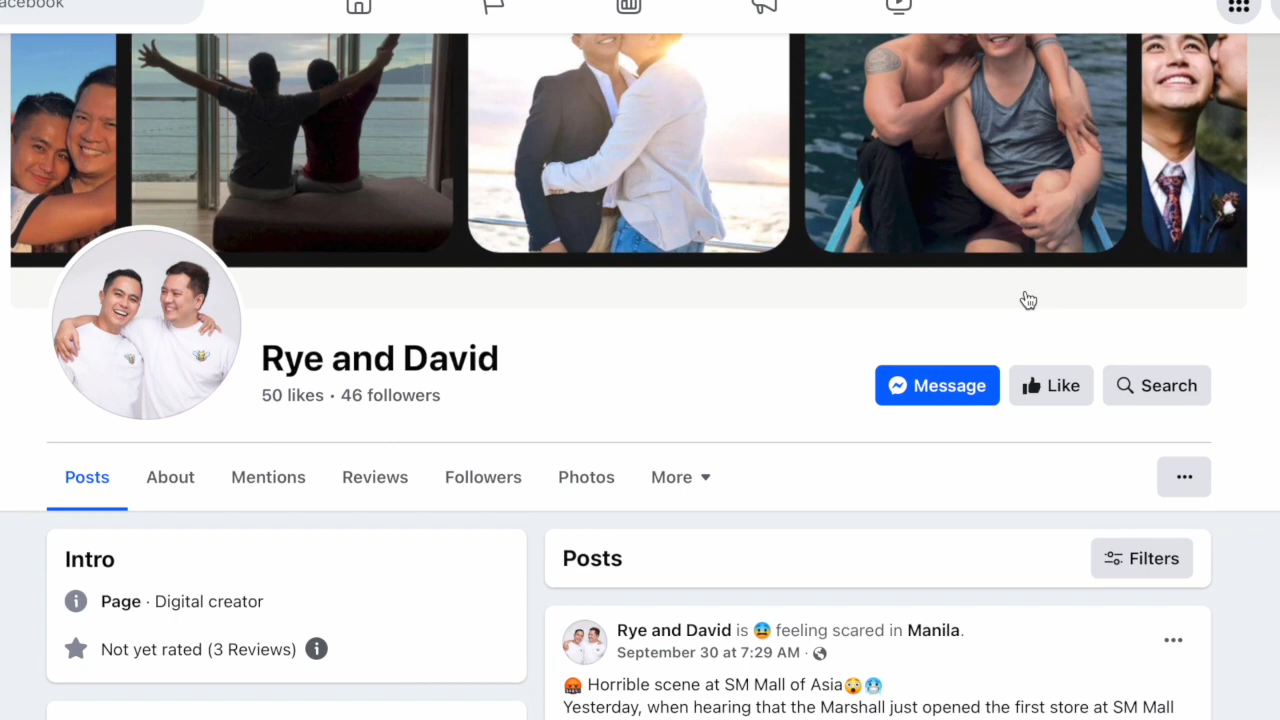 acebook
Rye and David
50 likes · 46 followers
Message
Like
Search
Posts
About
Mentions
Reviews
Followers
Photos
More
Intro
Page · Digital creator
Not yet rated (3 Reviews)
Posts
Filters
Rye and David is 😰 feeling scared in Manila.
September 30 at 7:29 AM ·
🤬 Horrible scene at SM Mall of Asia😳🥶
Yesterday, when hearing that the Marshall just opened the first store at SM Mall